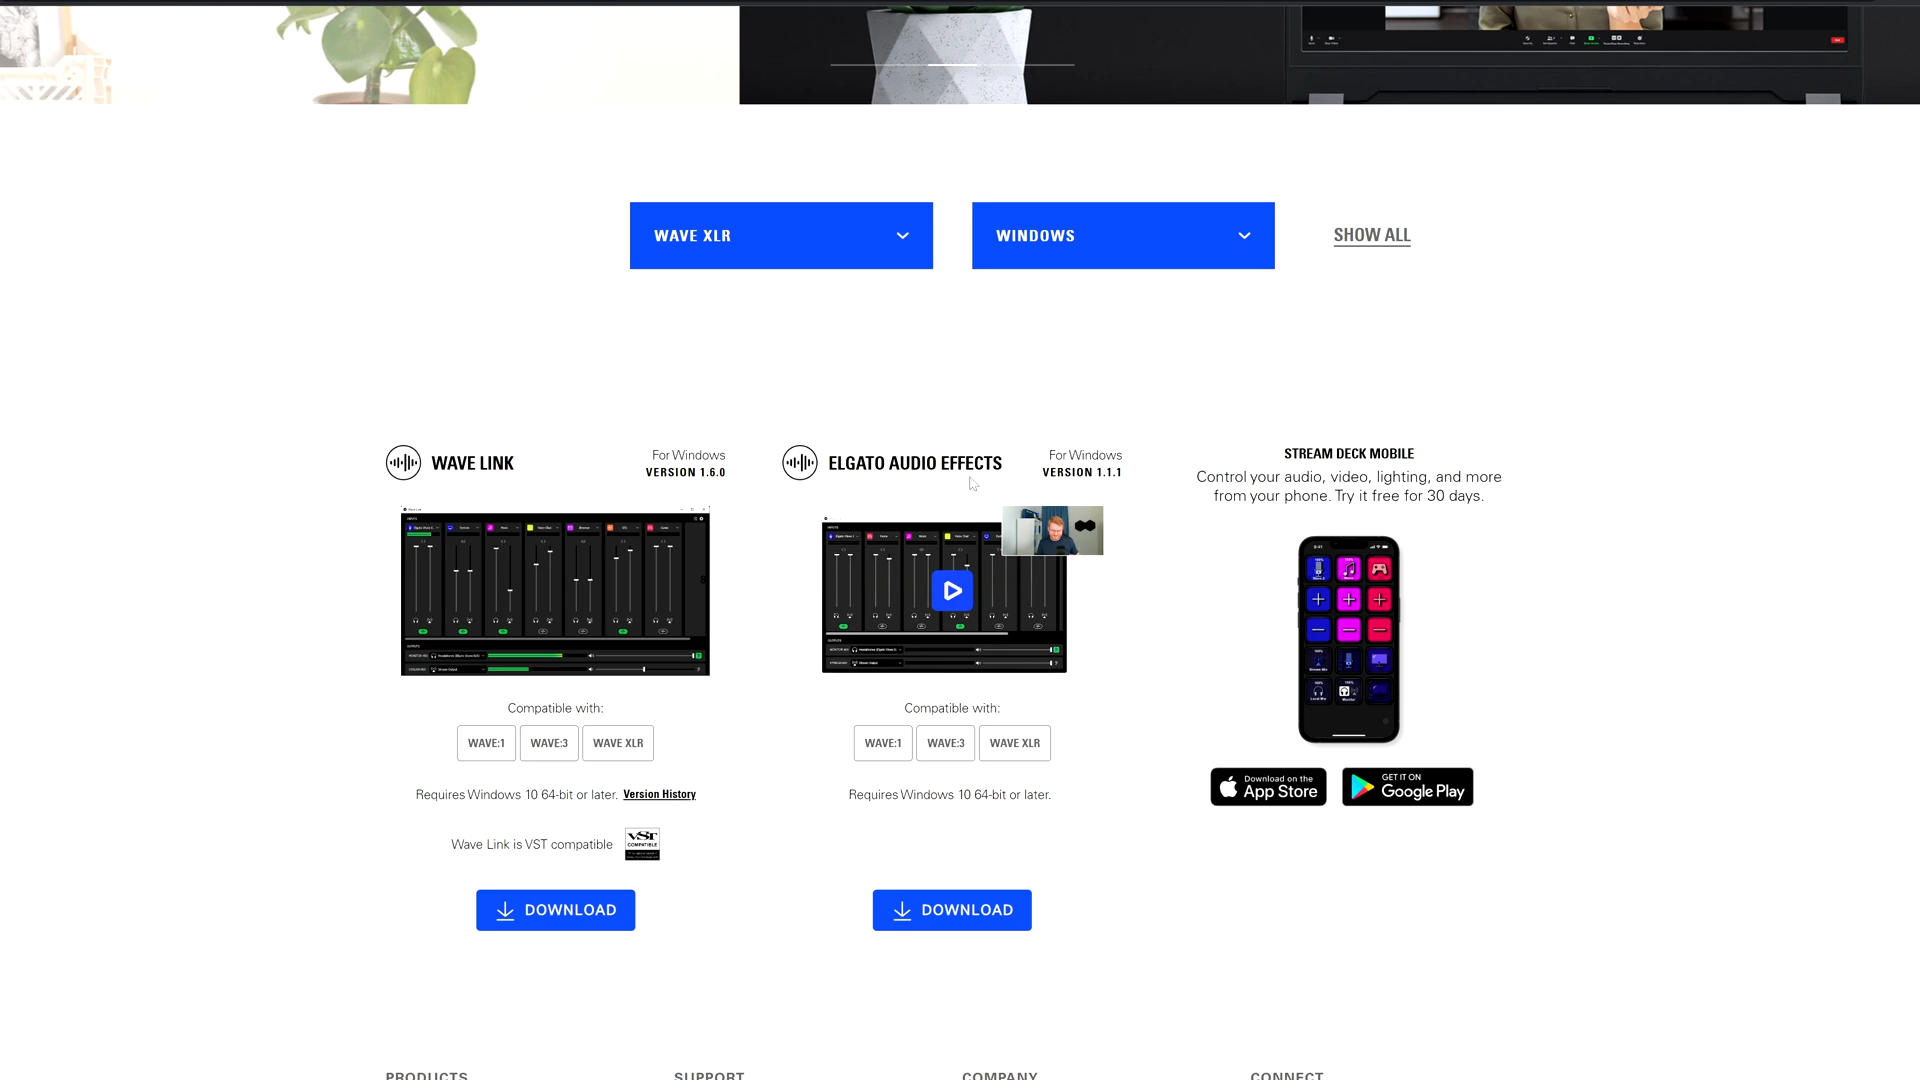 WAVE XLR
WINDOWS
SHOW ALL
WAVE LINK
For Windows
VERSION 1.6.0
ELGATO AUDIO EFFECTS
For Windows
VERSION 1.1.1
STREAM DECK MOBILE
Control your audio, video, lighting, and more
from your phone. Try it free for 30 days.
Compatible with:
WAVE:1
WAVE:3
WAVE XLR
Compatible with:
WAVE:1
WAVE:3
WAVE XLR
Download on the
App Store
GET IT ON
Google Play
Requires Windows 10 64-bit or later. Version History
Requires Windows 10 64-bit or later.
Wave Link is VST compatible
VST
COMPATIBLE
DOWNLOAD
DOWNLOAD
PRODUCTS
SUPPORT
COMPANY
CONNECT